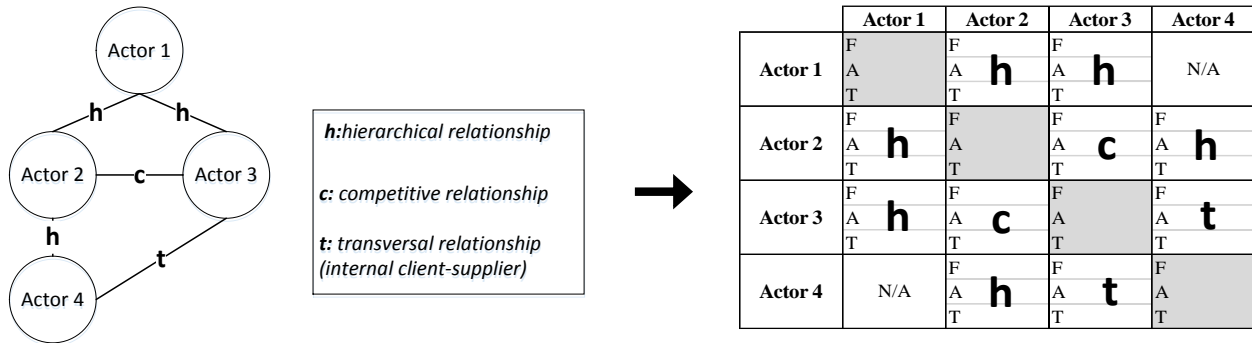 Actor 1
h h
Actor 2 c Actor 3
h
t
Actor 4
h:hierarchical relationship
c: competitive relationship
t: transversal relationship
(internal client-supplier)
Actor 1 Actor 2 Actor 3 Actor 4
Actor 1
F F F
A A h A h N/A
T T T
Actor 2
F F F F
A h A A c A h
T T T T
Actor 3
F F F F
A h A c A A t
T T T T
Actor 4
F F F
N/A A h A t A
T T T